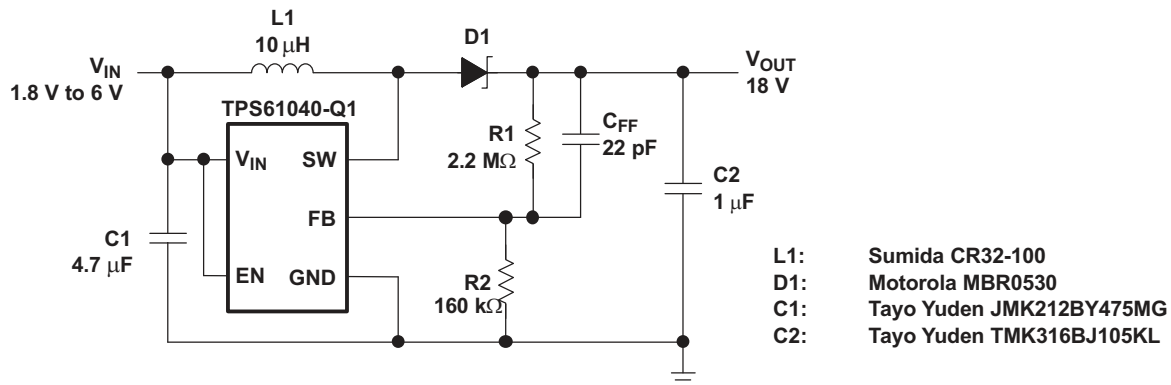 L1
10 μH
D1
V_IN
1.8 V to 6 V
V_OUT
18 V
TPS61040-Q1
V_IN
SW
FB
EN
GND
R1
2.2 MΩ
C_FF
22 pF
C2
1 μF
C1
4.7 μF
R2
160 kΩ
L1: Sumida CR32-100
D1: Motorola MBR0530
C1: Tayo Yuden JMK212BY475MG
C2: Tayo Yuden TMK316BJ105KL